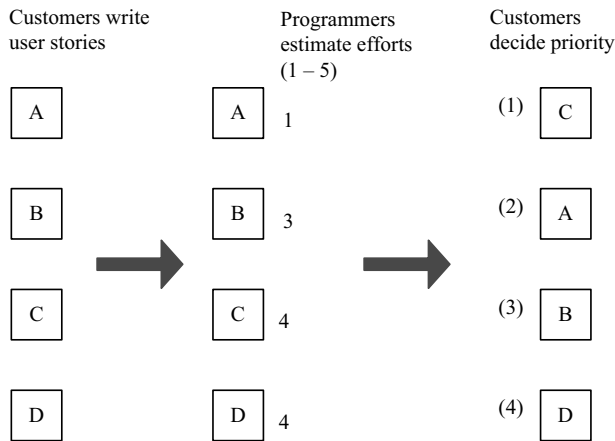 Customers write
user stories
Programmers
estimate efforts
(1 – 5)
Customers
decide priority
A
A
1
(1)
C
B
B
3
(2)
A
C
C
4
(3)
B
D
D
4
(4)
D